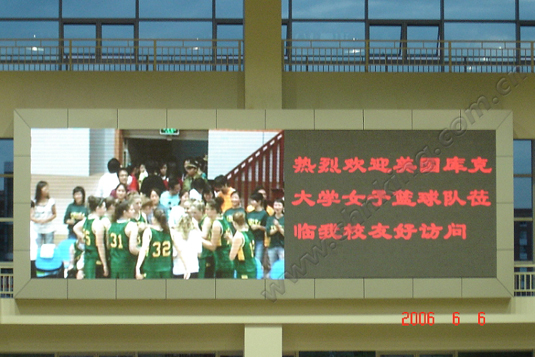 热烈欢迎美国库克
大学女子篮球队莅
临我校友好访问
31
32
2006 6 6